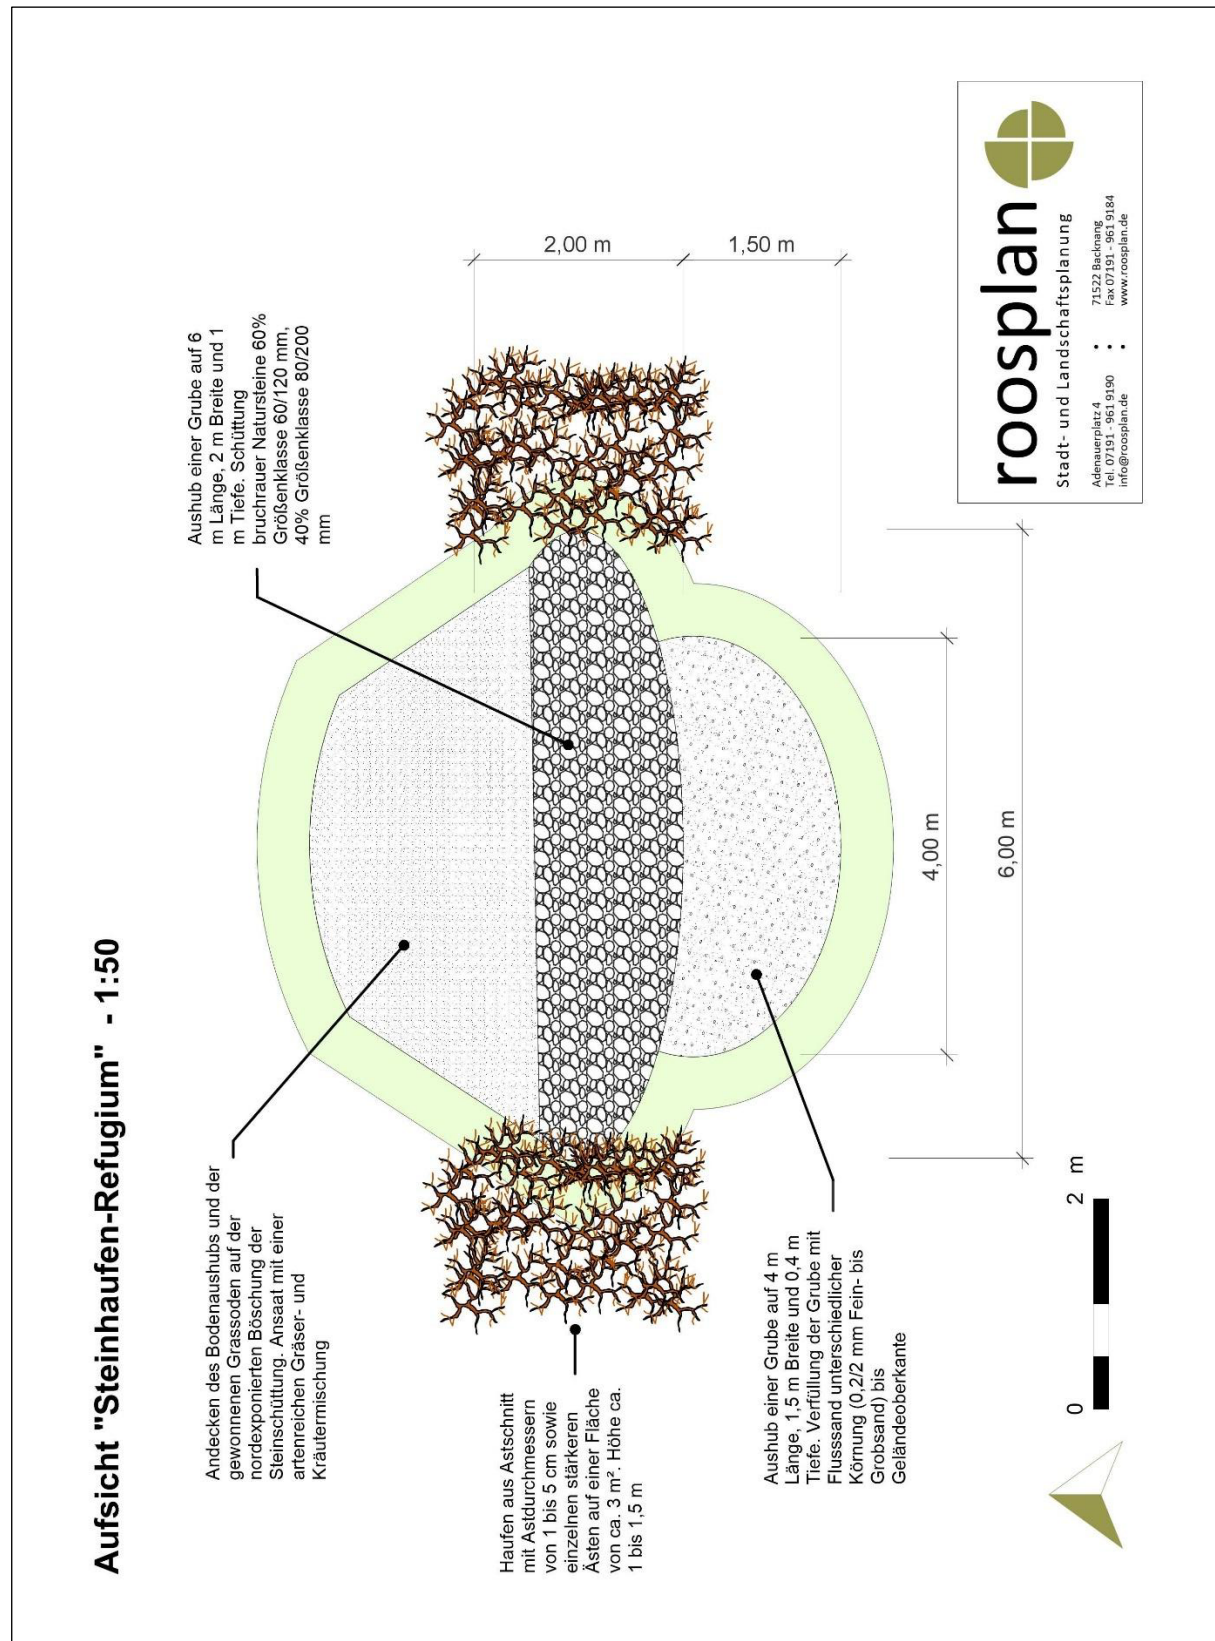 Aufsicht "Steinhaufen-Refugium" - 1:50
Andecken des Bodenaushubs und der
gewonnenen Grassoden auf der
nordexponierten Böschung der
Steinschüttung. Ansaat mit einer
artenreichen Gräser- und
Kräutermischung
Aushub einer Grube auf 6
m Länge, 2 m Breite und 1
m Tiefe. Schüttung
bruchrauer Natursteine 60%
Größenklasse 60/120 mm,
40% Größenklasse 80/200
mm
Haufen aus Astschnitt
mit Astdurchmessern
von 1 bis 5 cm sowie
einzelnen stärkeren
Ästen auf einer Fläche
von ca. 3 m². Höhe ca.
1 bis 1,5 m
2,00 m
1,50 m
Aushub einer Grube auf 4 m
Länge, 1,5 m Breite und 0,4 m
Tiefe. Verfüllung der Grube mit
Flusssand unterschiedlicher
Körnung (0,2/2 mm Fein- bis
Grobsand) bis
Geländeoberkante
4,00 m
6,00 m
0 2 m
roosplan
Stadt- und Landschaftsplanung
Adenauerplatz 4 : 71522 Backnang
Tel. 07191 - 961 9190 Fax 07191 - 961 9184
info@roosplan.de : www.roosplan.de